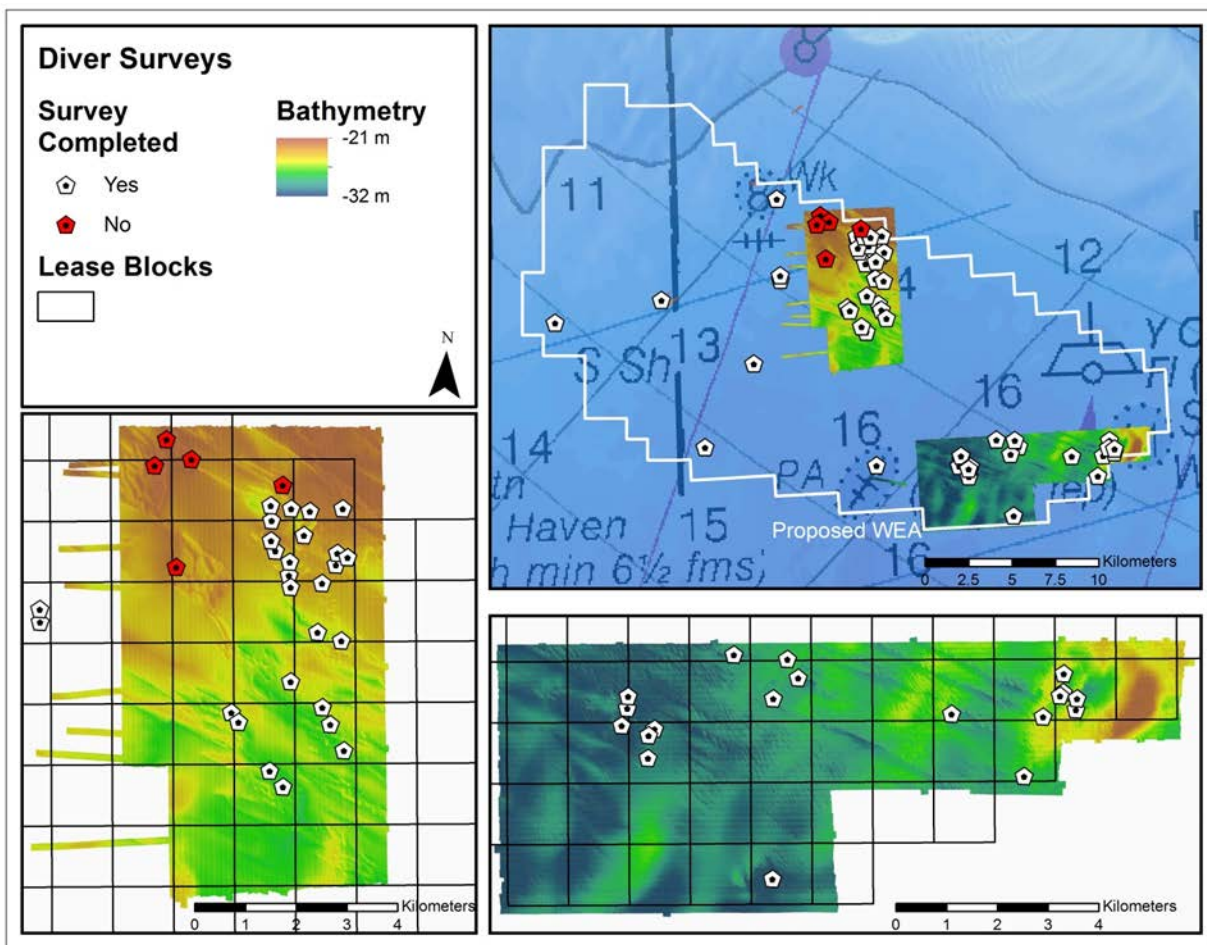 Diver Surveys
Survey
Completed
Yes
No
Lease Blocks
Bathymetry
-21 m
-32 m
N
11
Wk
12
4
13
S Sh
14
15
16
16
16
PA
Haven
h min 6½ fms;
Y C
Fl
Proposed WEA
Kilometers
0 2.5 5 7.5 10
Kilometers
0 1 2 3 4
Kilometers
0 1 2 3 4